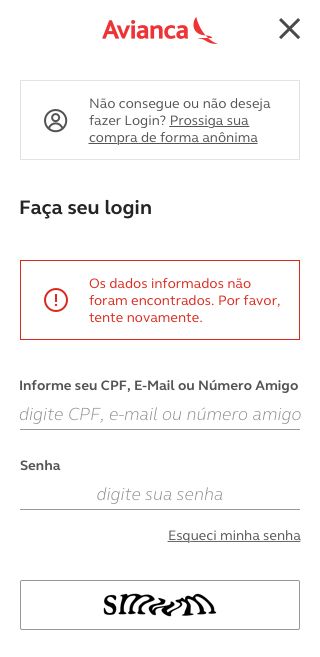 Avianca
Não consegue ou não deseja
fazer Login? Prossiga sua
compra de forma anônima
Faça seu login
Os dados informados não
foram encontrados. Por favor,
tente novamente.
Informe seu CPF, E-Mail ou Número Amigo
digite CPF, e-mail ou número amigo
Senha
digite sua senha
Esqueci minha senha